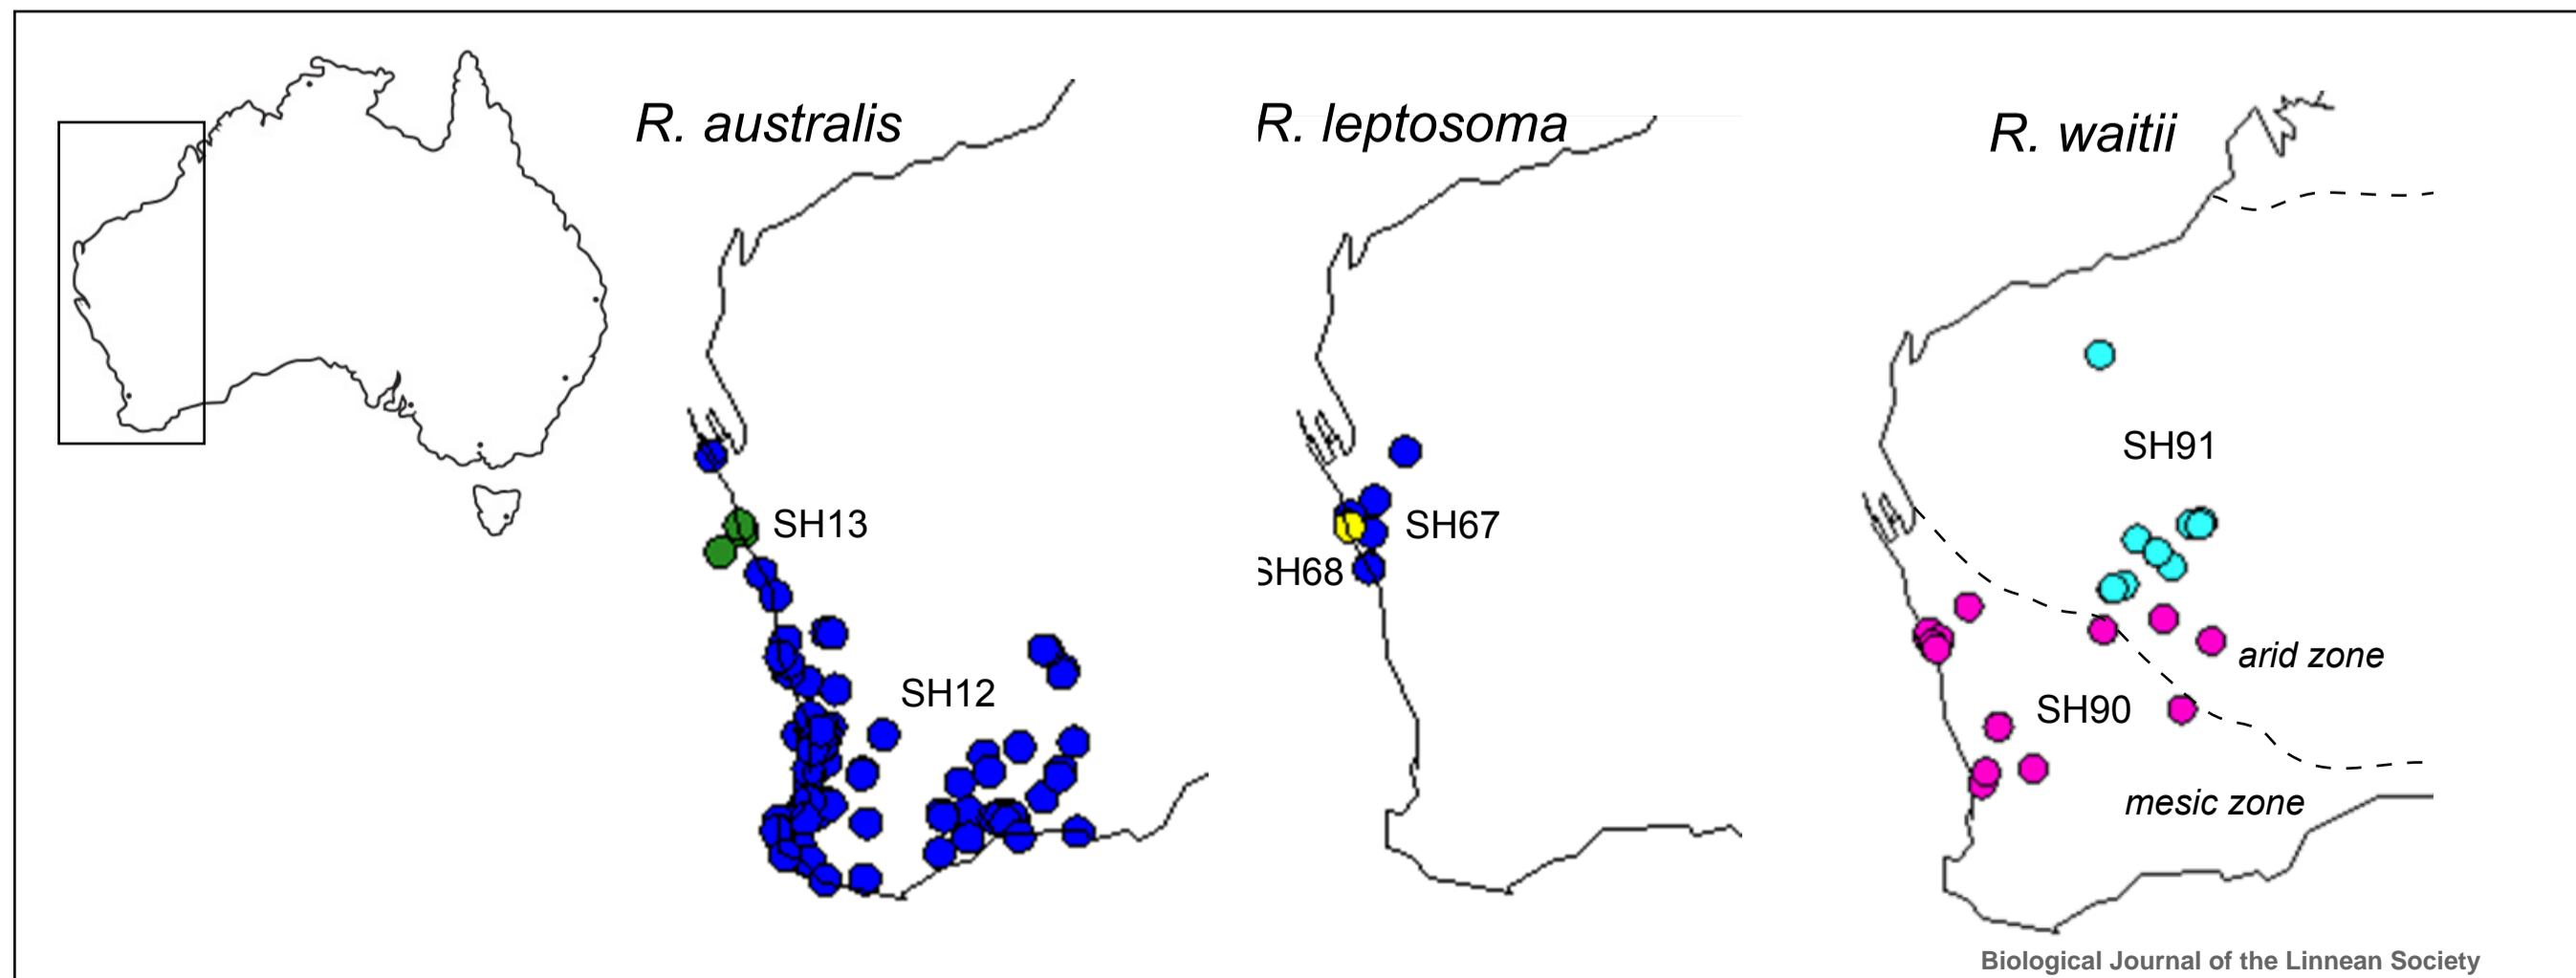 R. australis
R. leptosoma
R. waitii
SH13
SH12
SH67
SH68
SH91
arid zone
SH90
mesic zone
Biological Journal of the Linnean Society